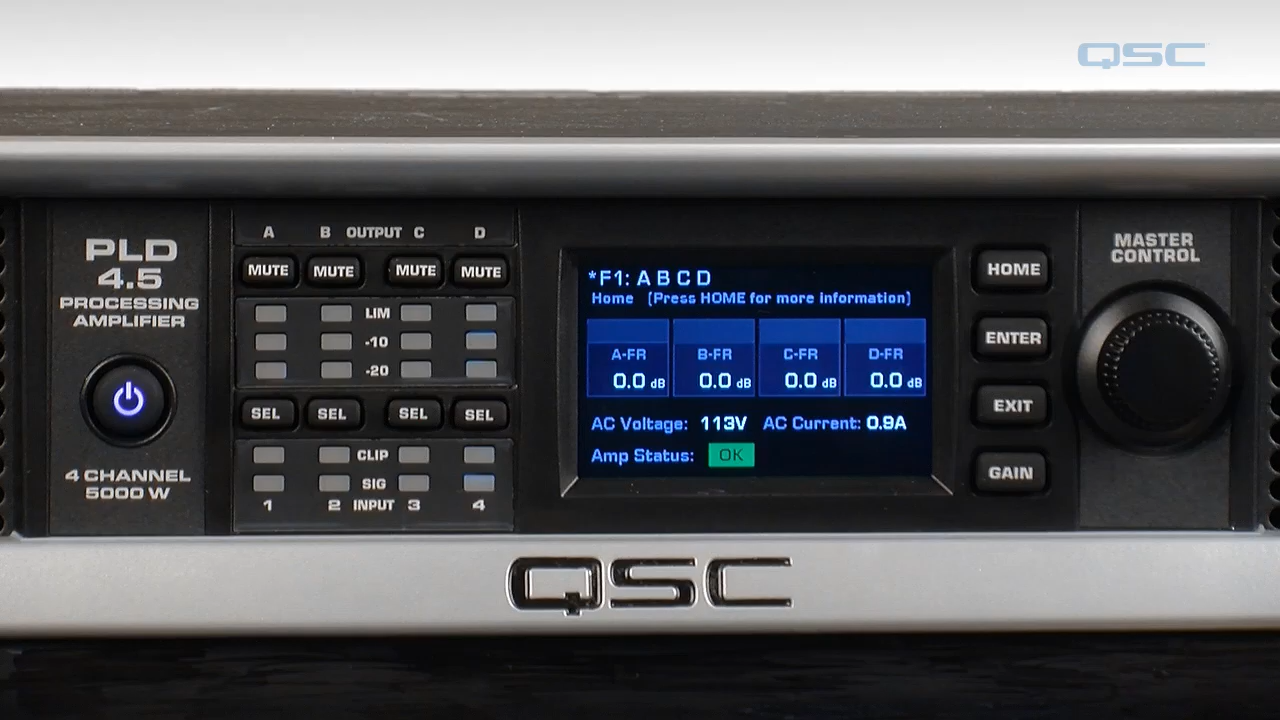 QSC
PLD
4.5
PROCESSING
AMPLIFIER
4 CHANNEL
5000 W
A B OUTPUT C D
MUTE MUTE MUTE MUTE
LIM
-10
-20
SEL SEL SEL SEL
CLIP
SIG
1 2 INPUT 3 4
*F1: A B C D
Home (Press HOME for more information)
A-FR B-FR C-FR D-FR
0.0 dB 0.0 dB 0.0 dB 0.0 dB
AC Voltage: 113V AC Current: 0.9A
Amp Status: OK
HOME
ENTER
EXIT
GAIN
MASTER
CONTROL
QSC